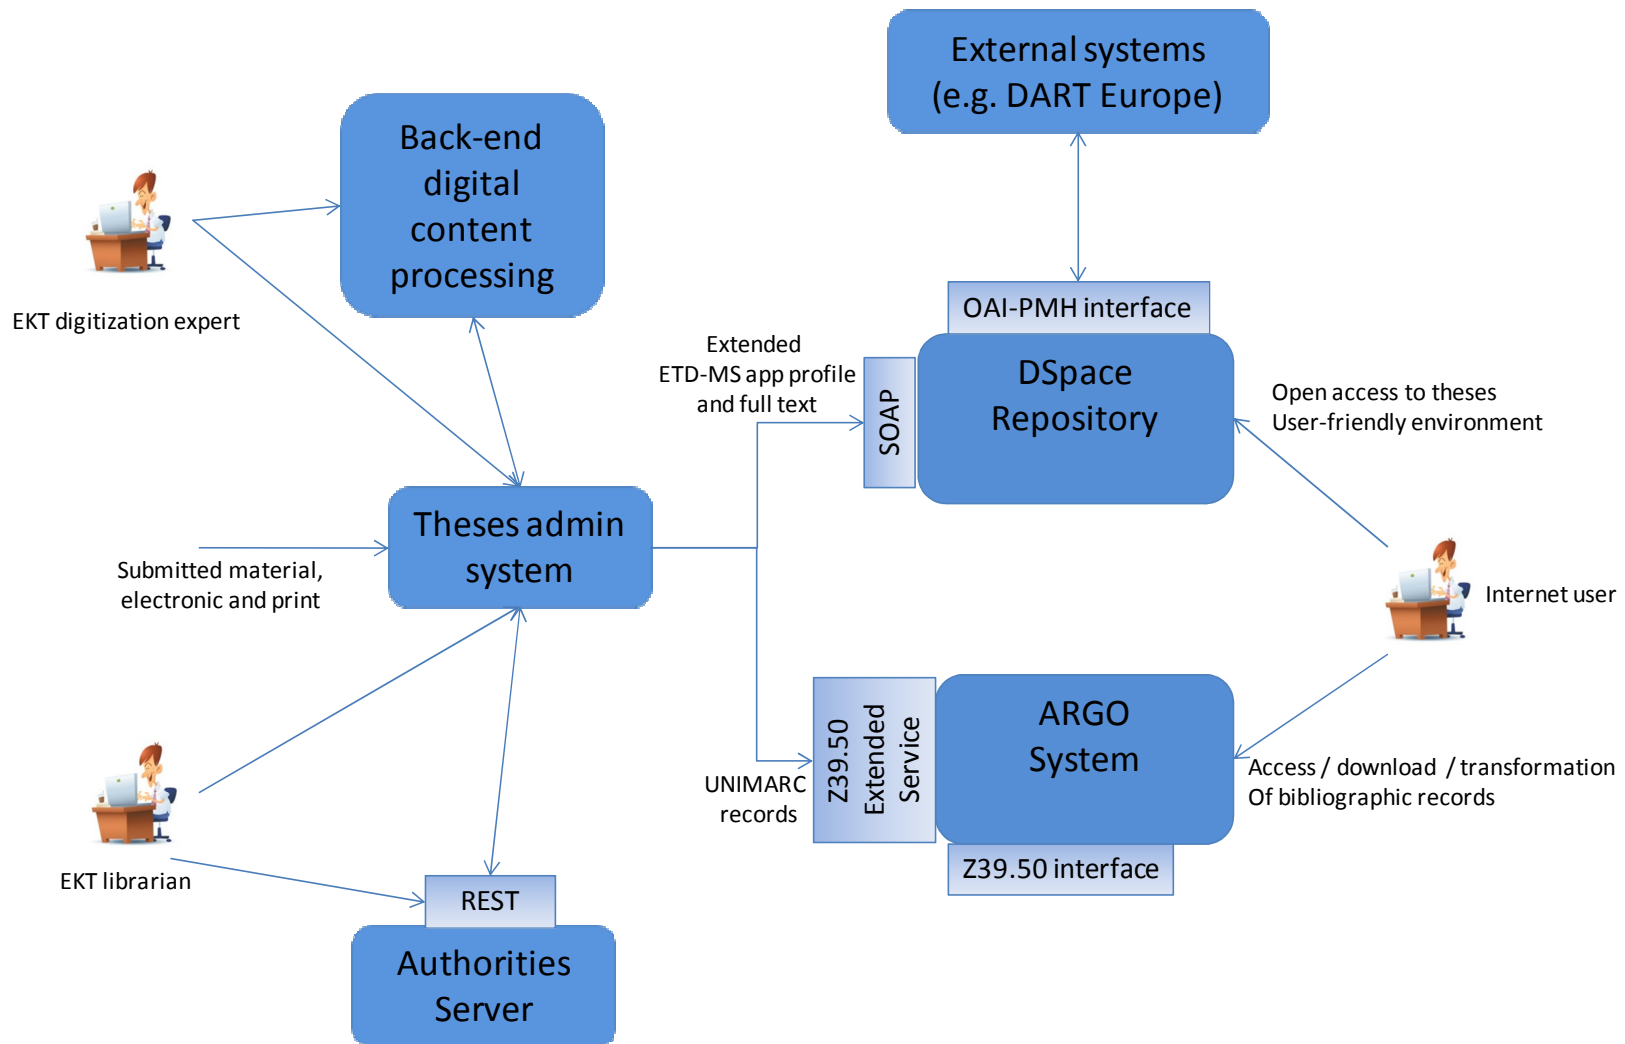 External systems
(e.g. DART Europe)
Back-end
digital
content
processing
EKT digitization expert
OAI-PMH interface
Extended
ETD-MS app profile
and full text
SOAP
DSpace
Repository
Open access to theses
User-friendly environment
Theses admin
system
Submitted material,
electronic and print
Internet user
UNIMARC
records
Z39.50
Extended
Service
ARGO
System
Access / download / transformation
Of bibliographic records
Z39.50 interface
EKT librarian
REST
Authorities
Server